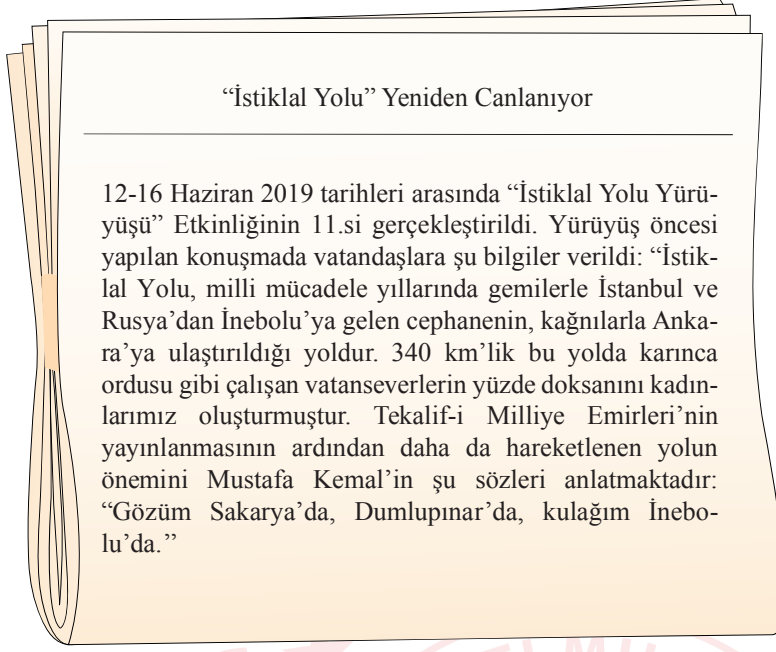 “İstiklal Yolu” Yeniden Canlanıyor
12-16 Haziran 2019 tarihleri arasında “İstiklal Yolu Yürü-
yüşü” Etkinliğinin 11.si gerçekleştirildi. Yürüyüş öncesi
yapılan konuşmada vatandaşlara şu bilgiler verildi: “İstik-
lal Yolu, milli mücadele yıllarında gemilerle İstanbul ve
Rusya’dan İnebolu’ya gelen cephanenin, kağnılarla Anka-
ra’ya ulaştırıldığı yoldur. 340 km’lik bu yolda karınca
ordusu gibi çalışan vatanseverlerin yüzde doksanını kadın-
larımız oluşturmuştur. Tekalif-i Milliye Emirleri’nin
yayınlanmasının ardından daha da hareketlenen yolun
önemini Mustafa Kemal’in şu sözleri anlatmaktadır:
“Gözüm Sakarya’da, Dumlupınar’da, kulağım İnebo-
lu’da.’’